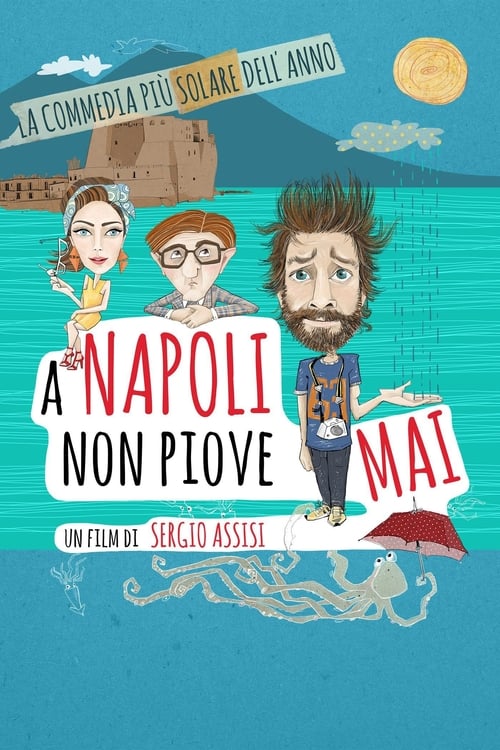 LA COMMEDIA PIÙ SOLARE DELL' ANNO
A NAPOLI
NON PIOVE
MAI
UN FILM DI SERGIO ASSISI